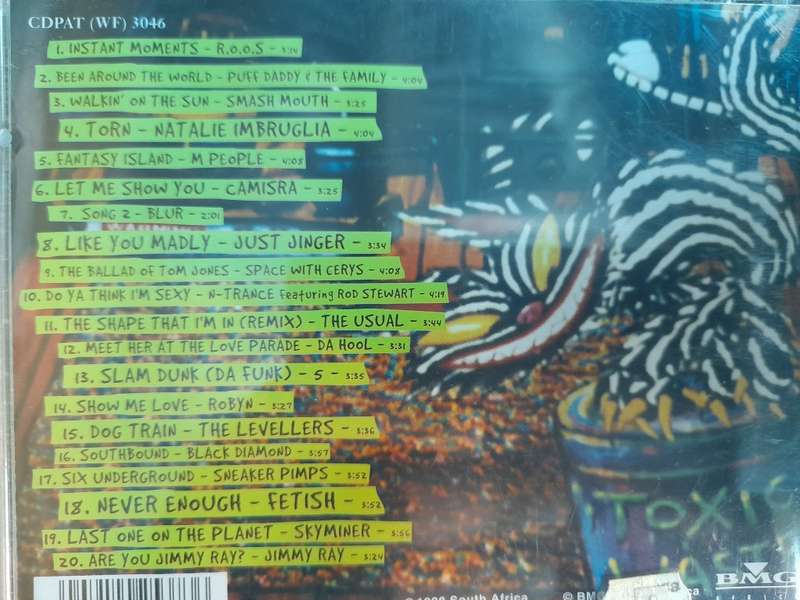 CDPAT (WF) 3046
1. INSTANT MOMENTS - R.O.O.S - 3:14
2. BEEN AROUND THE WORLD - PUFF DADDY & THE FAMILY - 4:04
3. WALKIN' ON THE SUN - SMASH MOUTH - 3:25
4. TORN - NATALIE IMBRUGLIA - 4:04
5. FANTASY ISLAND - M PEOPLE - 4:08
6. LET ME SHOW YOU - CAMISRA - 3:25
7. SONG 2 - BLUR - 2:01
8. LIKE YOU MADLY - JUST JINGER - 3:34
9. THE BALLAD of TOM JONES - SPACE WITH CERYS - 4:08
10. DO YA THINK I'M SEXY - N-TRANCE Featuring ROD STEWART - 4:19
11. THE SHAPE THAT I'M IN (REMIX) - THE USUAL - 3:44
12. MEET HER AT THE LOVE PARADE - DA HOOL - 3:31
13. SLAM DUNK (DA FUNK) - 5 - 3:35
14. SHOW ME LOVE - ROBYN - 3:27
15. DOG TRAIN - THE LEVELLERS - 3:36
16. SOUTHBOUND - BLACK DIAMOND - 3:57
17. SIX UNDERGROUND - SNEAKER PIMPS - 3:52
18. NEVER ENOUGH - FETISH - 3:52
19. LAST ONE ON THE PLANET - SKYMINER - 3:56
20. ARE YOU JIMMY RAY? - JIMMY RAY - 3:24
TOXIC
BMG
South Africa
© BMG